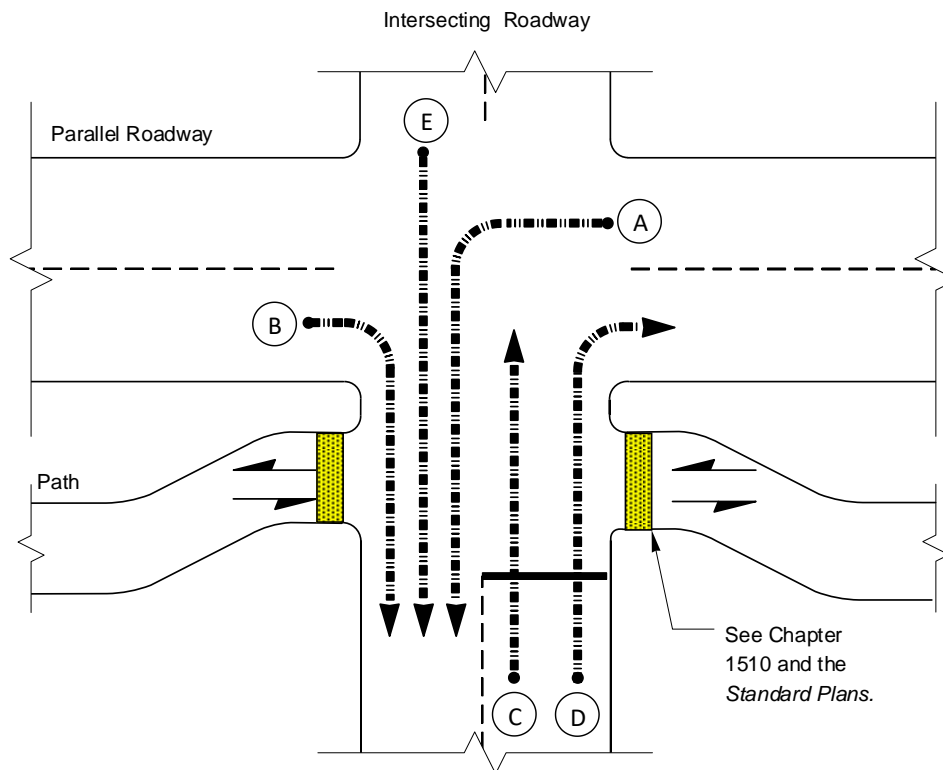 Intersecting Roadway
E
Parallel Roadway
A
B
Path
See Chapter
1510 and the
Standard Plans.
C
D